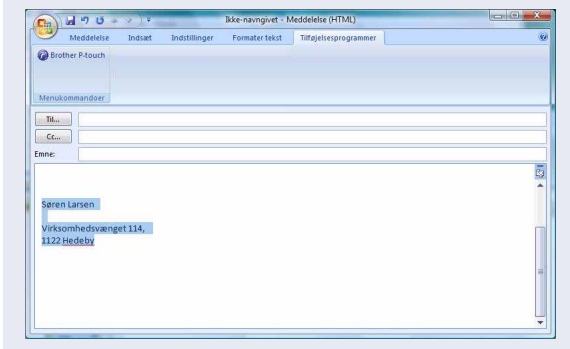 Ikke-navngivet - Meddelelse (HTML)
Meddelelse Indsæt Indstillinger Formater tekst Tilføjelsesprogrammer
Brother P-touch
Menukommandoer
Til...
Cc...
Emne:
Søren Larsen
Virksomhedsvænget 114,
1122 Hedeby